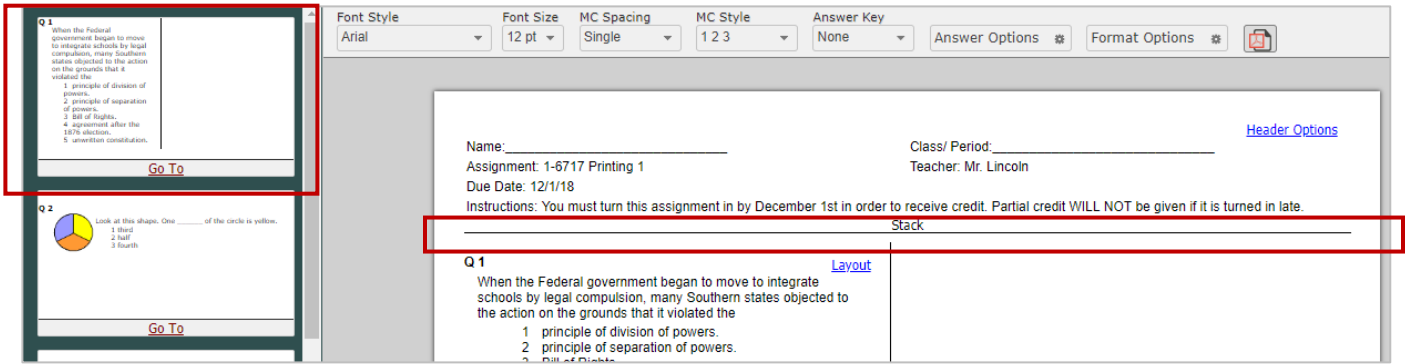 Q 1
When the Federal
government began to move
to integrate schools by legal
compulsion, many Southern
states objected to the action
on the grounds that it
violated the
1 principle of division of
powers.
2 principle of separation
of powers.
3 Bill of Rights.
4 agreement after the
1876 election.
5 unwritten constitution.
Go To
Q 2
Look at this shape. One ______ of the circle is yellow.
1 third
2 half
3 fourth
Go To
Font Style Font Size MC Spacing MC Style Answer Key
Arial 12 pt Single 1 2 3 None Answer Options Format Options
Header Options
Name:____________________________ Class/ Period:____________________________
Assignment: 1-6717 Printing 1 Teacher: Mr. Lincoln
Due Date: 12/1/18
Instructions: You must turn this assignment in by December 1st in order to receive credit. Partial credit WILL NOT be given if it is turned in late.
Stack
Q 1 Layout
When the Federal government began to move to integrate
schools by legal compulsion, many Southern states objected to
the action on the grounds that it violated the
1 principle of division of powers.
2 principle of separation of powers.
3 Bill of Rights